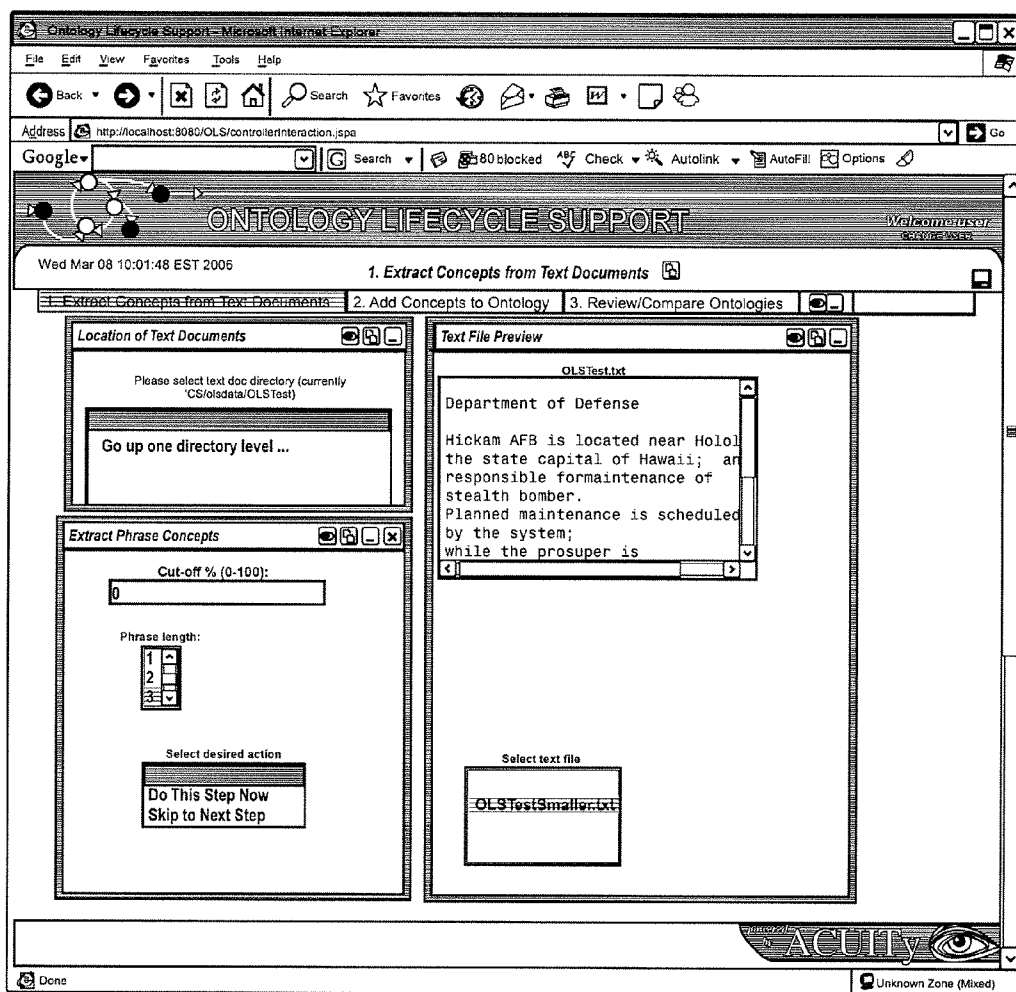 Ontology Lifecycle Support - Microsoft Internet Explorer
File Edit View Favorites Tools Help
Back Search Favorites
Address http://localhost:8080/OLS/controllerInteraction.jspa Go
Google G Search 80 blocked ABC Check Autolink AutoFill Options
ONTOLOGY LIFECYCLE SUPPORT
Welcome user
CHANGE USER
Wed Mar 08 10:01:48 EST 2006
1. Extract Concepts from Text Documents
1. Extract Concepts from Text Documents 2. Add Concepts to Ontology 3. Review/Compare Ontologies
Location of Text Documents
Please select text doc directory (currently
'CS/olsdata/OLSTest)
Go up one directory level ...
Extract Phrase Concepts
Cut-off % (0-100):
0
Phrase length:
1
2
3
Select desired action
Do This Step Now
Skip to Next Step
Text File Preview
OLSTest.txt
Department of Defense
Hickam AFB is located near Holol
the state capital of Hawaii; an
responsible formaintenance of
stealth bomber.
Planned maintenance is scheduled
by the system;
while the prosuper is
Select text file
OLSTestSmaller.txt
powered
by ACUITy
Done
Unknown Zone (Mixed)